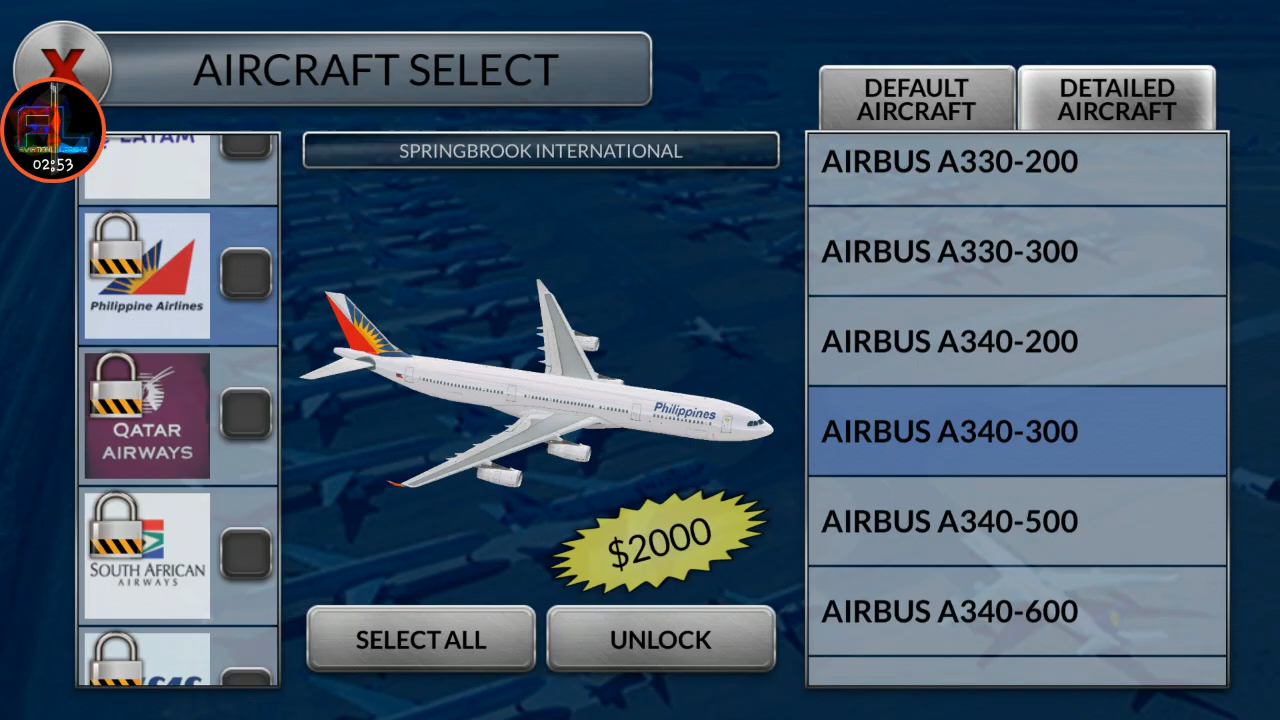 AIRCRAFT SELECT
DEFAULT
AIRCRAFT
DETAILED
AIRCRAFT
02:53
LATAM
Philippine Airlines
QATAR
AIRWAYS
SOUTH AFRICAN
AIRWAYS
SPRINGBROOK INTERNATIONAL
Philippines
$2000
SELECT ALL
UNLOCK
AIRBUS A330-200
AIRBUS A330-300
AIRBUS A340-200
AIRBUS A340-300
AIRBUS A340-500
AIRBUS A340-600